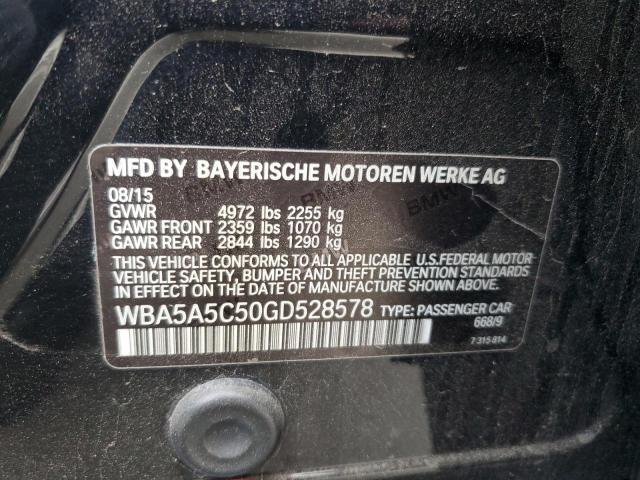 MFD BY BAYERISCHE MOTOREN WERKE AG
08/15
GVWR 4972 lbs 2255 kg
GAWR FRONT 2359 lbs 1070 kg
GAWR REAR 2844 lbs 1290 kg
THIS VEHICLE CONFORMS TO ALL APPLICABLE U.S.FEDERAL MOTOR
VEHICLE SAFETY, BUMPER AND THEFT PREVENTION STANDARDS
IN EFFECT ON THE DATE OF MANUFACTURE SHOWN ABOVE.
WBA5A5C50GD528578 TYPE: PASSENGER CAR
668/9
7 315 814